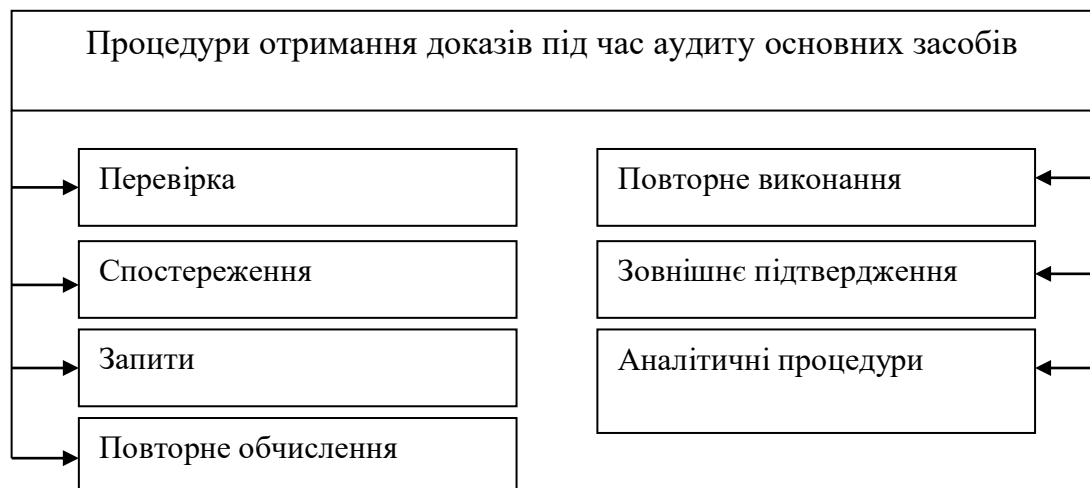 Процедури отримання доказів під час аудиту основних засобів
Перевірка
Спостереження
Запити
Повторне обчислення
Повторне виконання
Зовнішнє підтвердження
Аналітичні процедури